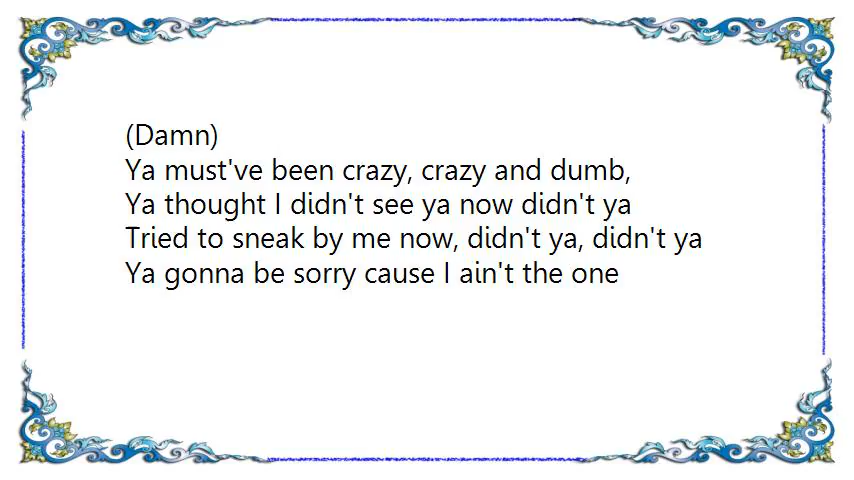 (Damn)
Ya must've been crazy, crazy and dumb,
Ya thought I didn't see ya now didn't ya
Tried to sneak by me now, didn't ya, didn't ya
Ya gonna be sorry cause I ain't the one